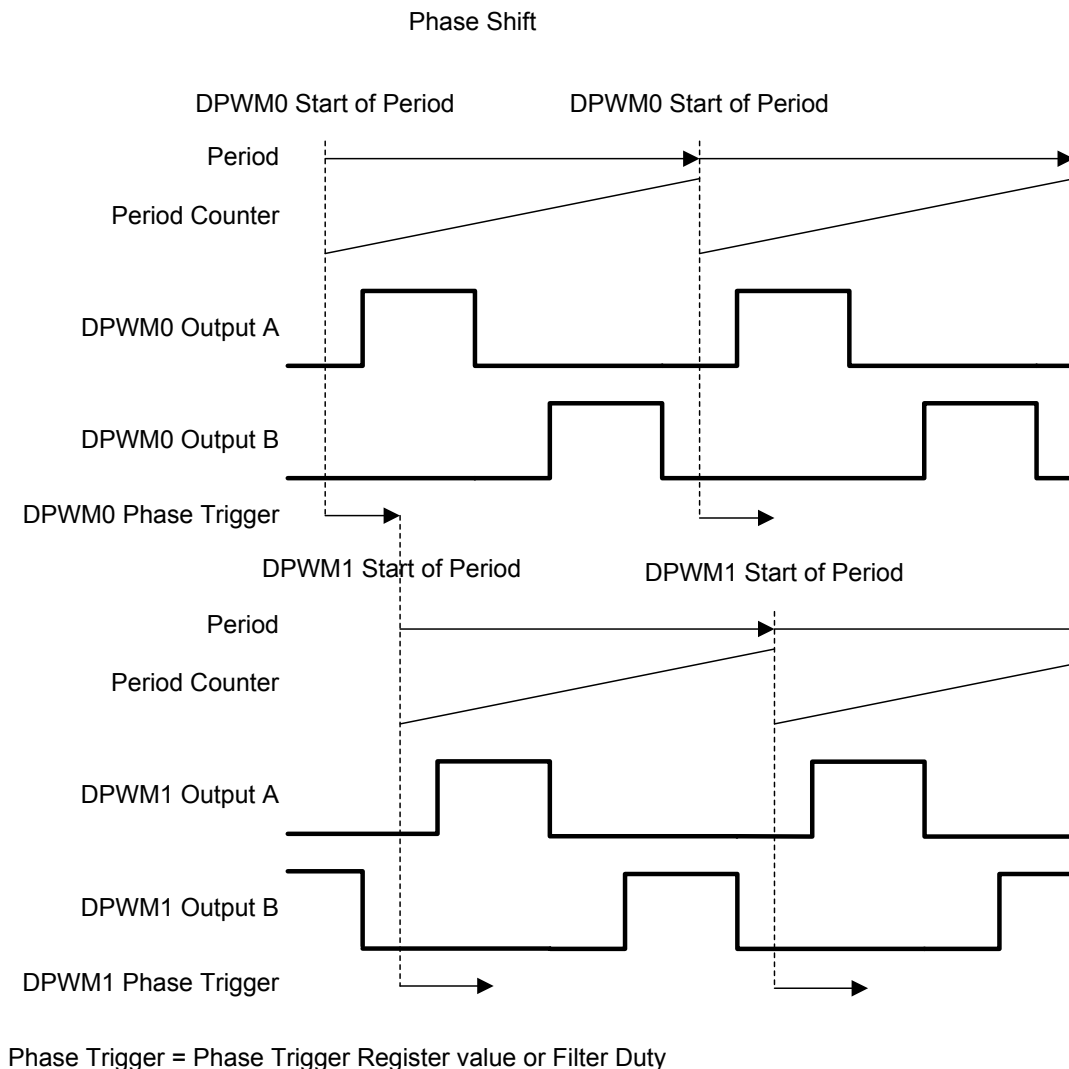 Phase Shift
DPWM0 Start of Period
DPWM0 Start of Period
Period
Period Counter
DPWM0 Output A
DPWM0 Output B
DPWM0 Phase Trigger
DPWM1 Start of Period
DPWM1 Start of Period
Period
Period Counter
DPWM1 Output A
DPWM1 Output B
DPWM1 Phase Trigger
Phase Trigger = Phase Trigger Register value or Filter Duty